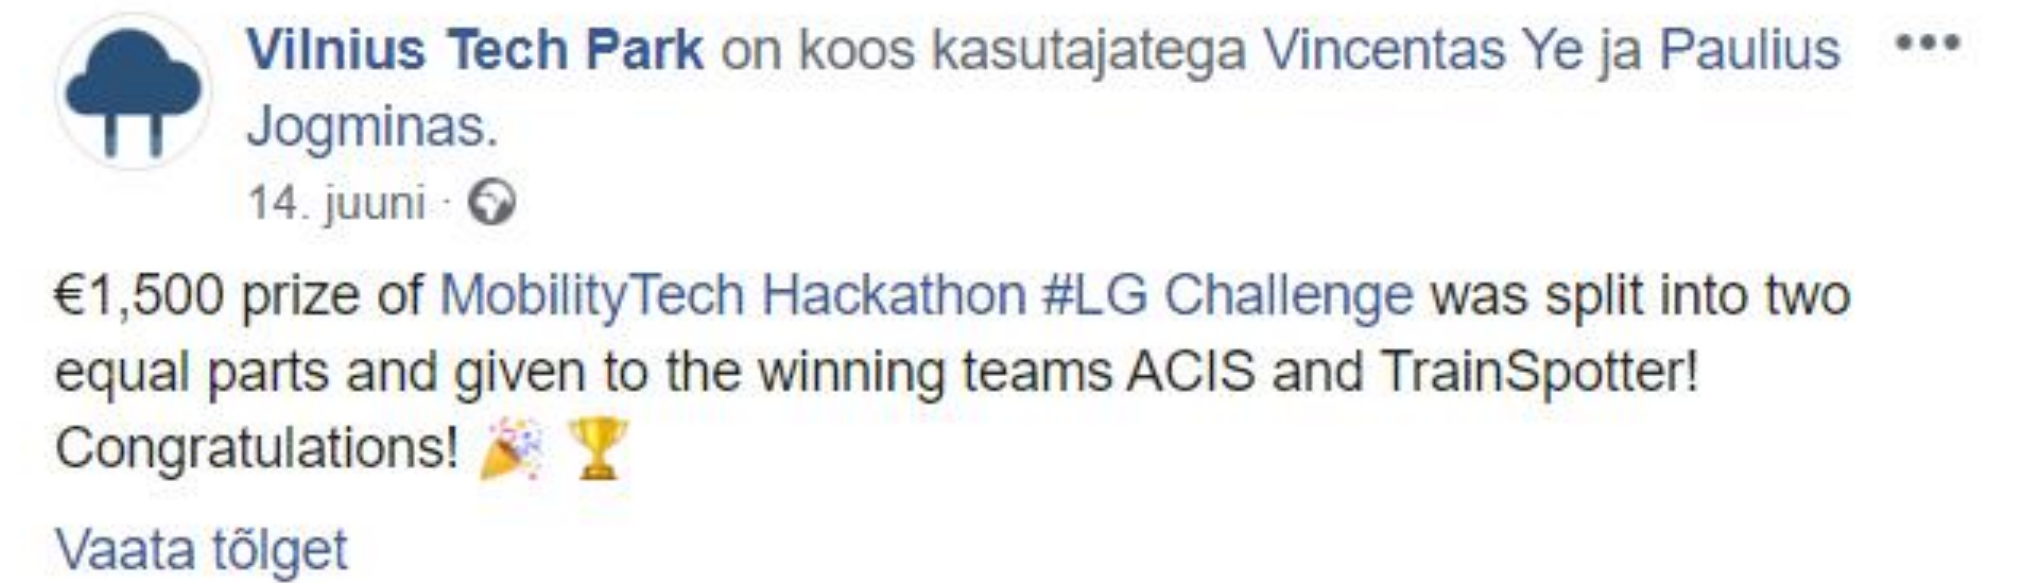 Vilnius Tech Park on koos kasutajatega Vincentas Ye ja Paulius
Jogminas.
14. juuni ·
€1,500 prize of MobilityTech Hackathon #LG Challenge was split into two
equal parts and given to the winning teams ACIS and TrainSpotter!
Congratulations! 🎉 🏆
Vaata tõlget